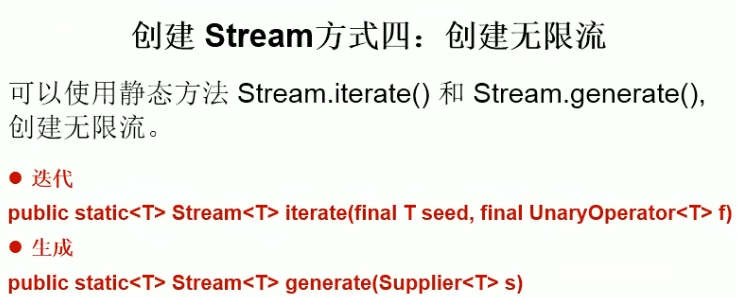 创建 Stream方式四：创建无限流
可以使用静态方法 Stream.iterate() 和 Stream.generate(),
创建无限流。
● 迭代
public static<T> Stream<T> iterate(final T seed, final UnaryOperator<T> f)
● 生成
public static<T> Stream<T> generate(Supplier<T> s)